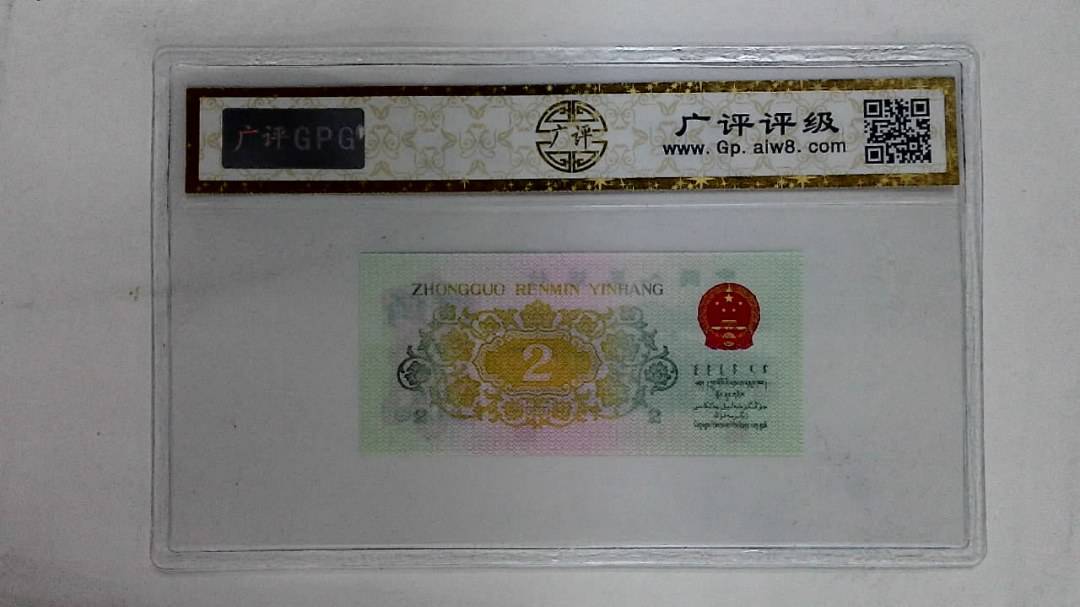 广评GPG
广评
广评评级
www.Gp.aiw8.com
ZHONGGUO RENMIN YINHANG
2
2 2